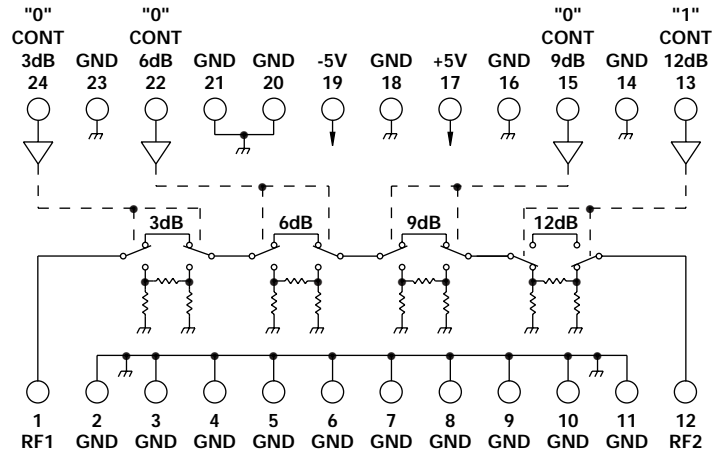 "0" "0" "0" "1"
CONT CONT CONT CONT
3dB GND 6dB GND GND -5V GND +5V GND 9dB GND 12dB
24 23 22 21 20 19 18 17 16 15 14 13
3dB 6dB 9dB 12dB
1 2 3 4 5 6 7 8 9 10 11 12
RF1 GND GND GND GND GND GND GND GND GND GND RF2